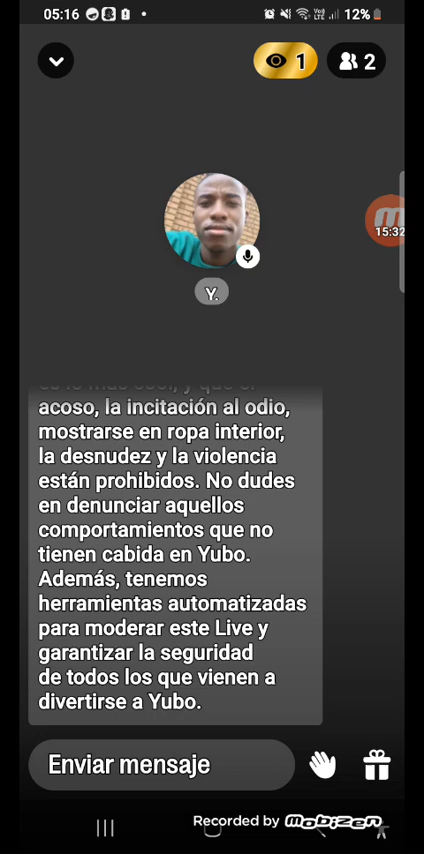 05:16
12%
1
2
15:32
Y.
acoso, la incitación al odio,
mostrarse en ropa interior,
la desnudez y la violencia
están prohibidos. No dudes
en denunciar aquellos
comportamientos que no
tienen cabida en Yubo.
Además, tenemos
herramientas automatizadas
para moderar este Live y
garantizar la seguridad
de todos los que vienen a
divertirse a Yubo.
Enviar mensaje
Recorded by mobizen